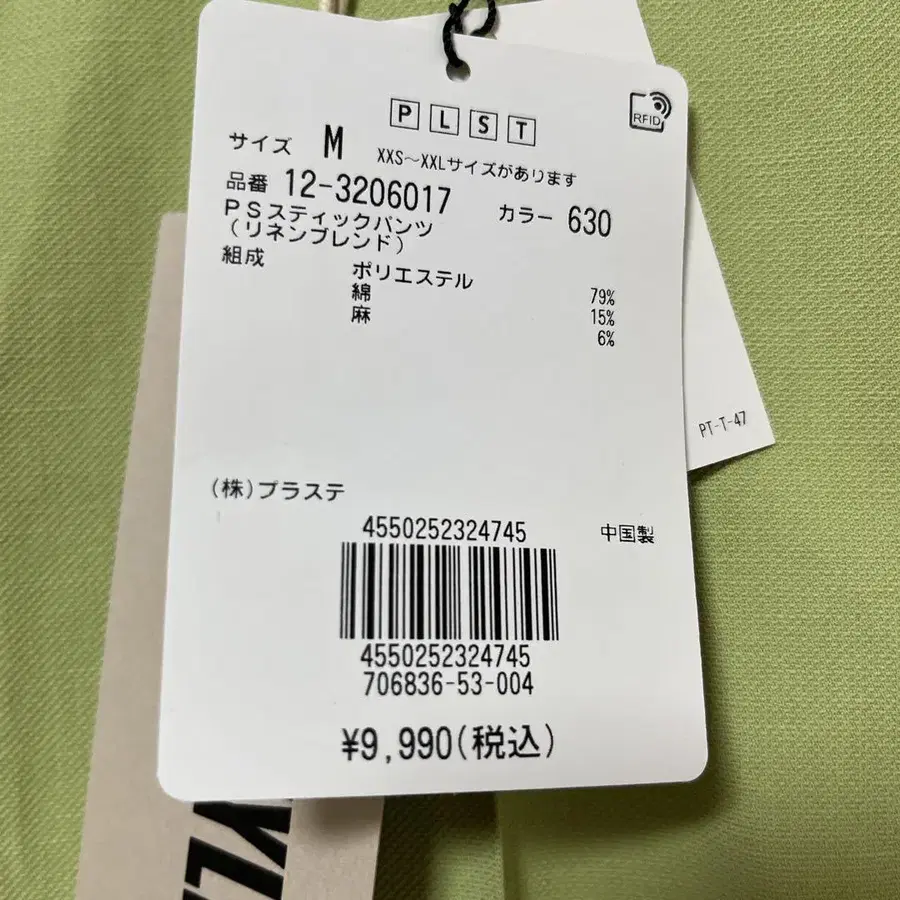 PLST
RFID
サイズ M XXS~XXLサイズがあります
品番 12-3206017 カラー 630
PSスティックパンツ
(リネンブレンド)
組成 ポリエステル 79%
綿 15%
麻 6%
PT-T-47
(株)プラステ
4550252324745
中国製
4550252324745
706836-53-004
¥9,990(税込)